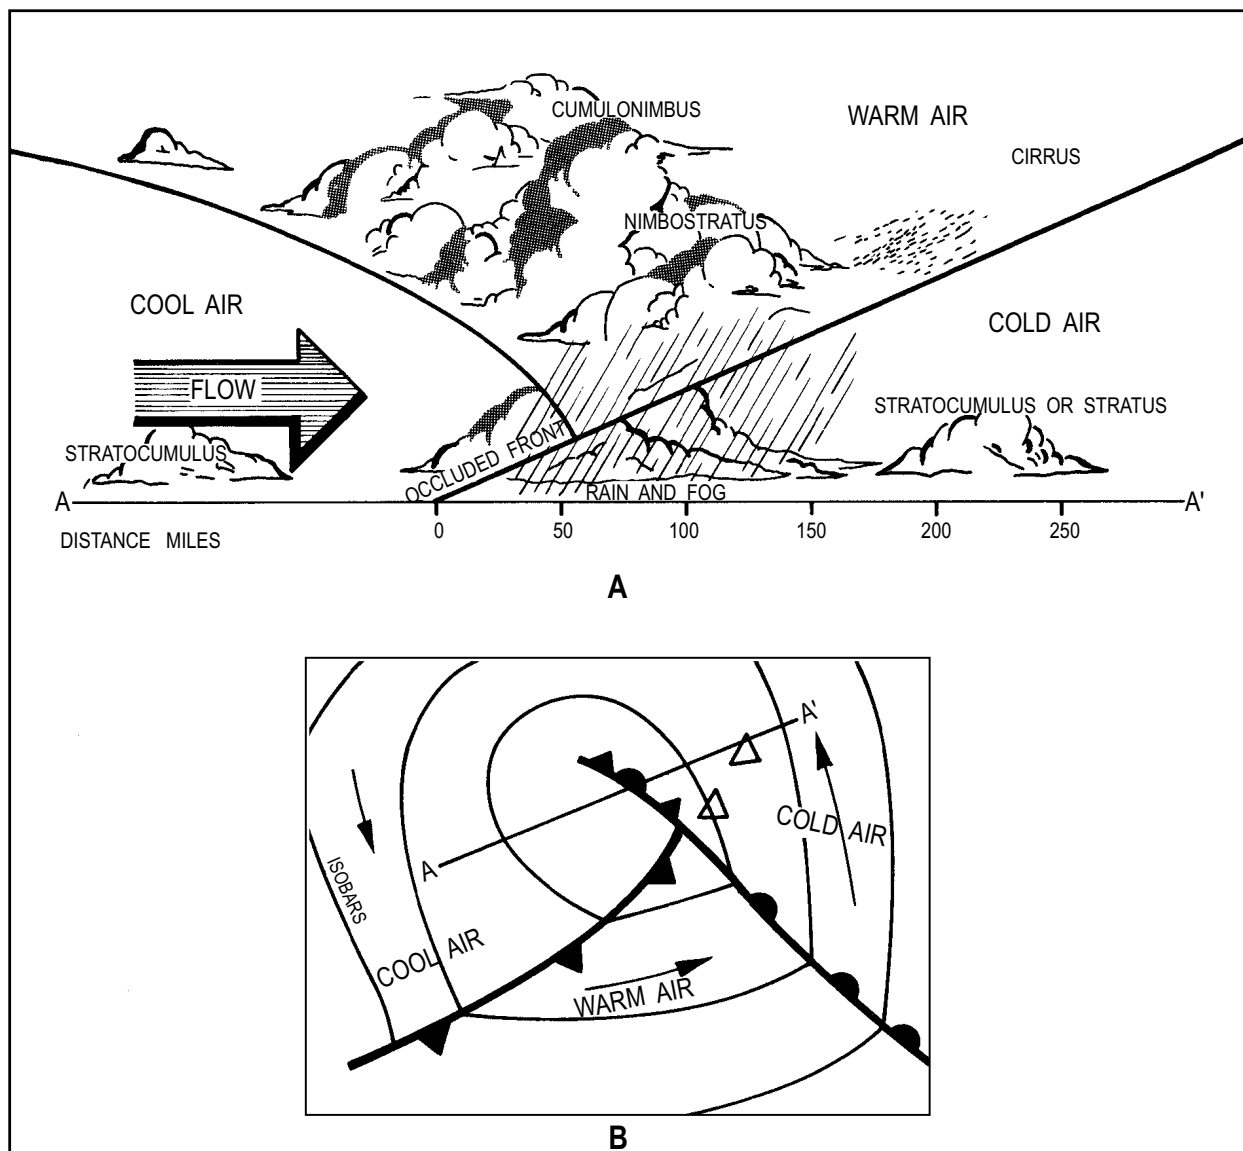 CUMULONIMBUS
WARM AIR
CIRRUS
NIMBOSTRATUS
COOL AIR
COLD AIR
FLOW
STRATOCUMULUS OR STRATUS
STRATOCUMULUS
OCCLUDED FRONT
RAIN AND FOG
A
A'
DISTANCE MILES
0 50 100 150 200 250
A
A'
COLD AIR
A
ISOBARS
COOL AIR
WARM AIR
B